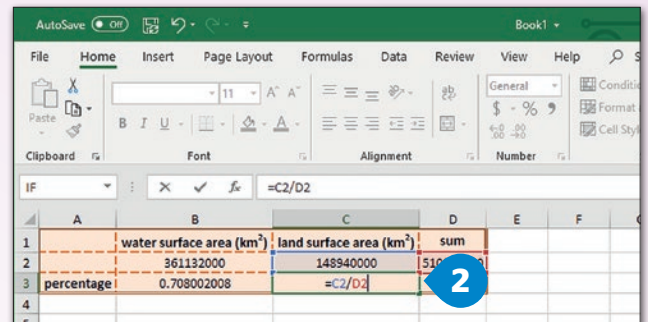 AutoSave Off Book1
File Home Insert Page Layout Formulas Data Review View Help
11 A^ A˅ ab General Conditi
Paste B I U A $ - % 9 Format
Cell Styl
Clipboard Font Alignment Number
IF fx =C2/D2
A B C D E F
1 water surface area (km²) land surface area (km²) sum
2 361132000 148940000 510
3 percentage 0.708002008 =C2/D2 2
4